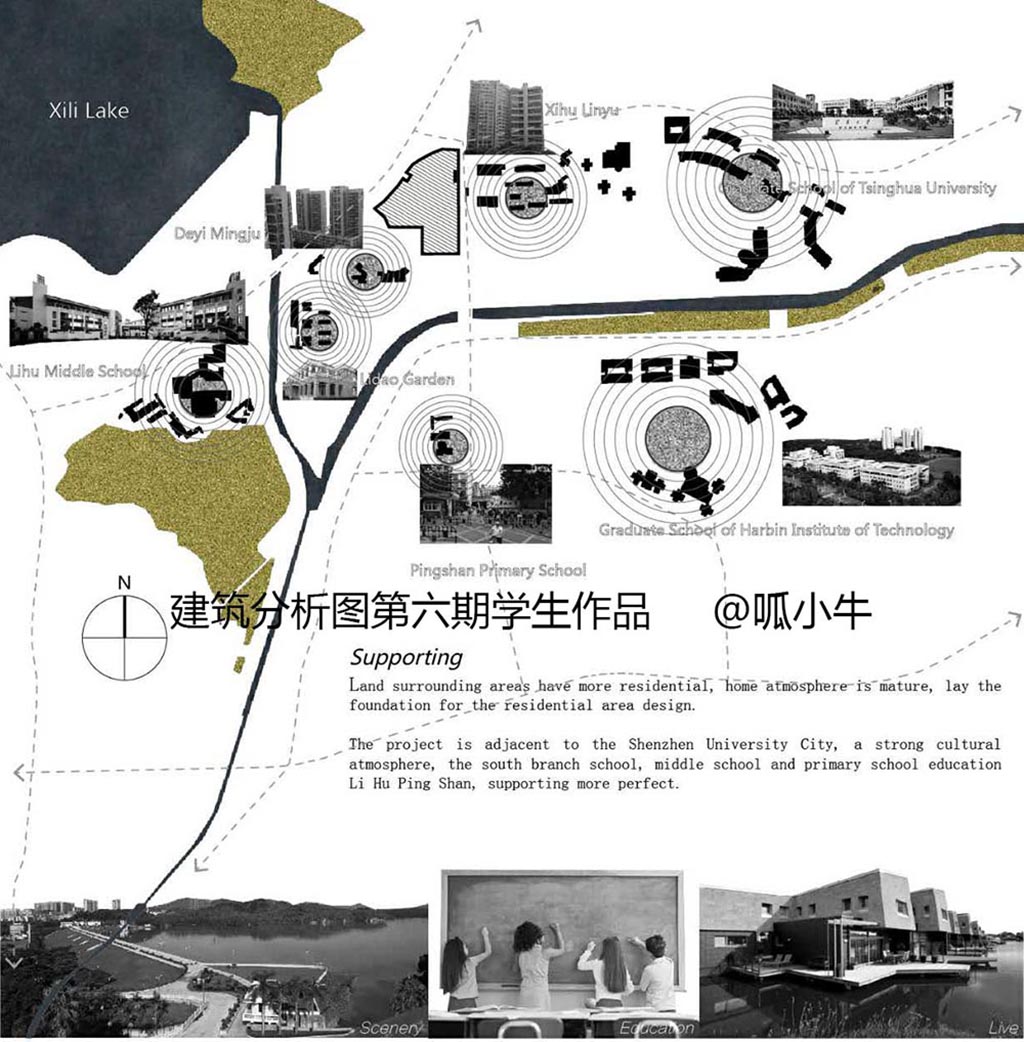 Xili Lake
Xihu Linyu
Graduate School of Tsinghua University
Deyi Mingju
Lihu Middle School
Lidao Garden
Graduate School of Harbin Institute of Technology
Pingshan Primary School
N
建筑分析图第六期学生作品 @呱小牛
Supporting
Land surrounding areas have more residential, home atmosphere is mature, lay the
foundation for the residential area design.
The project is adjacent to the Shenzhen University City, a strong cultural
atmosphere, the south branch school, middle school and primary school education
Li Hu Ping Shan, supporting more perfect.
Scenery
Education
Live